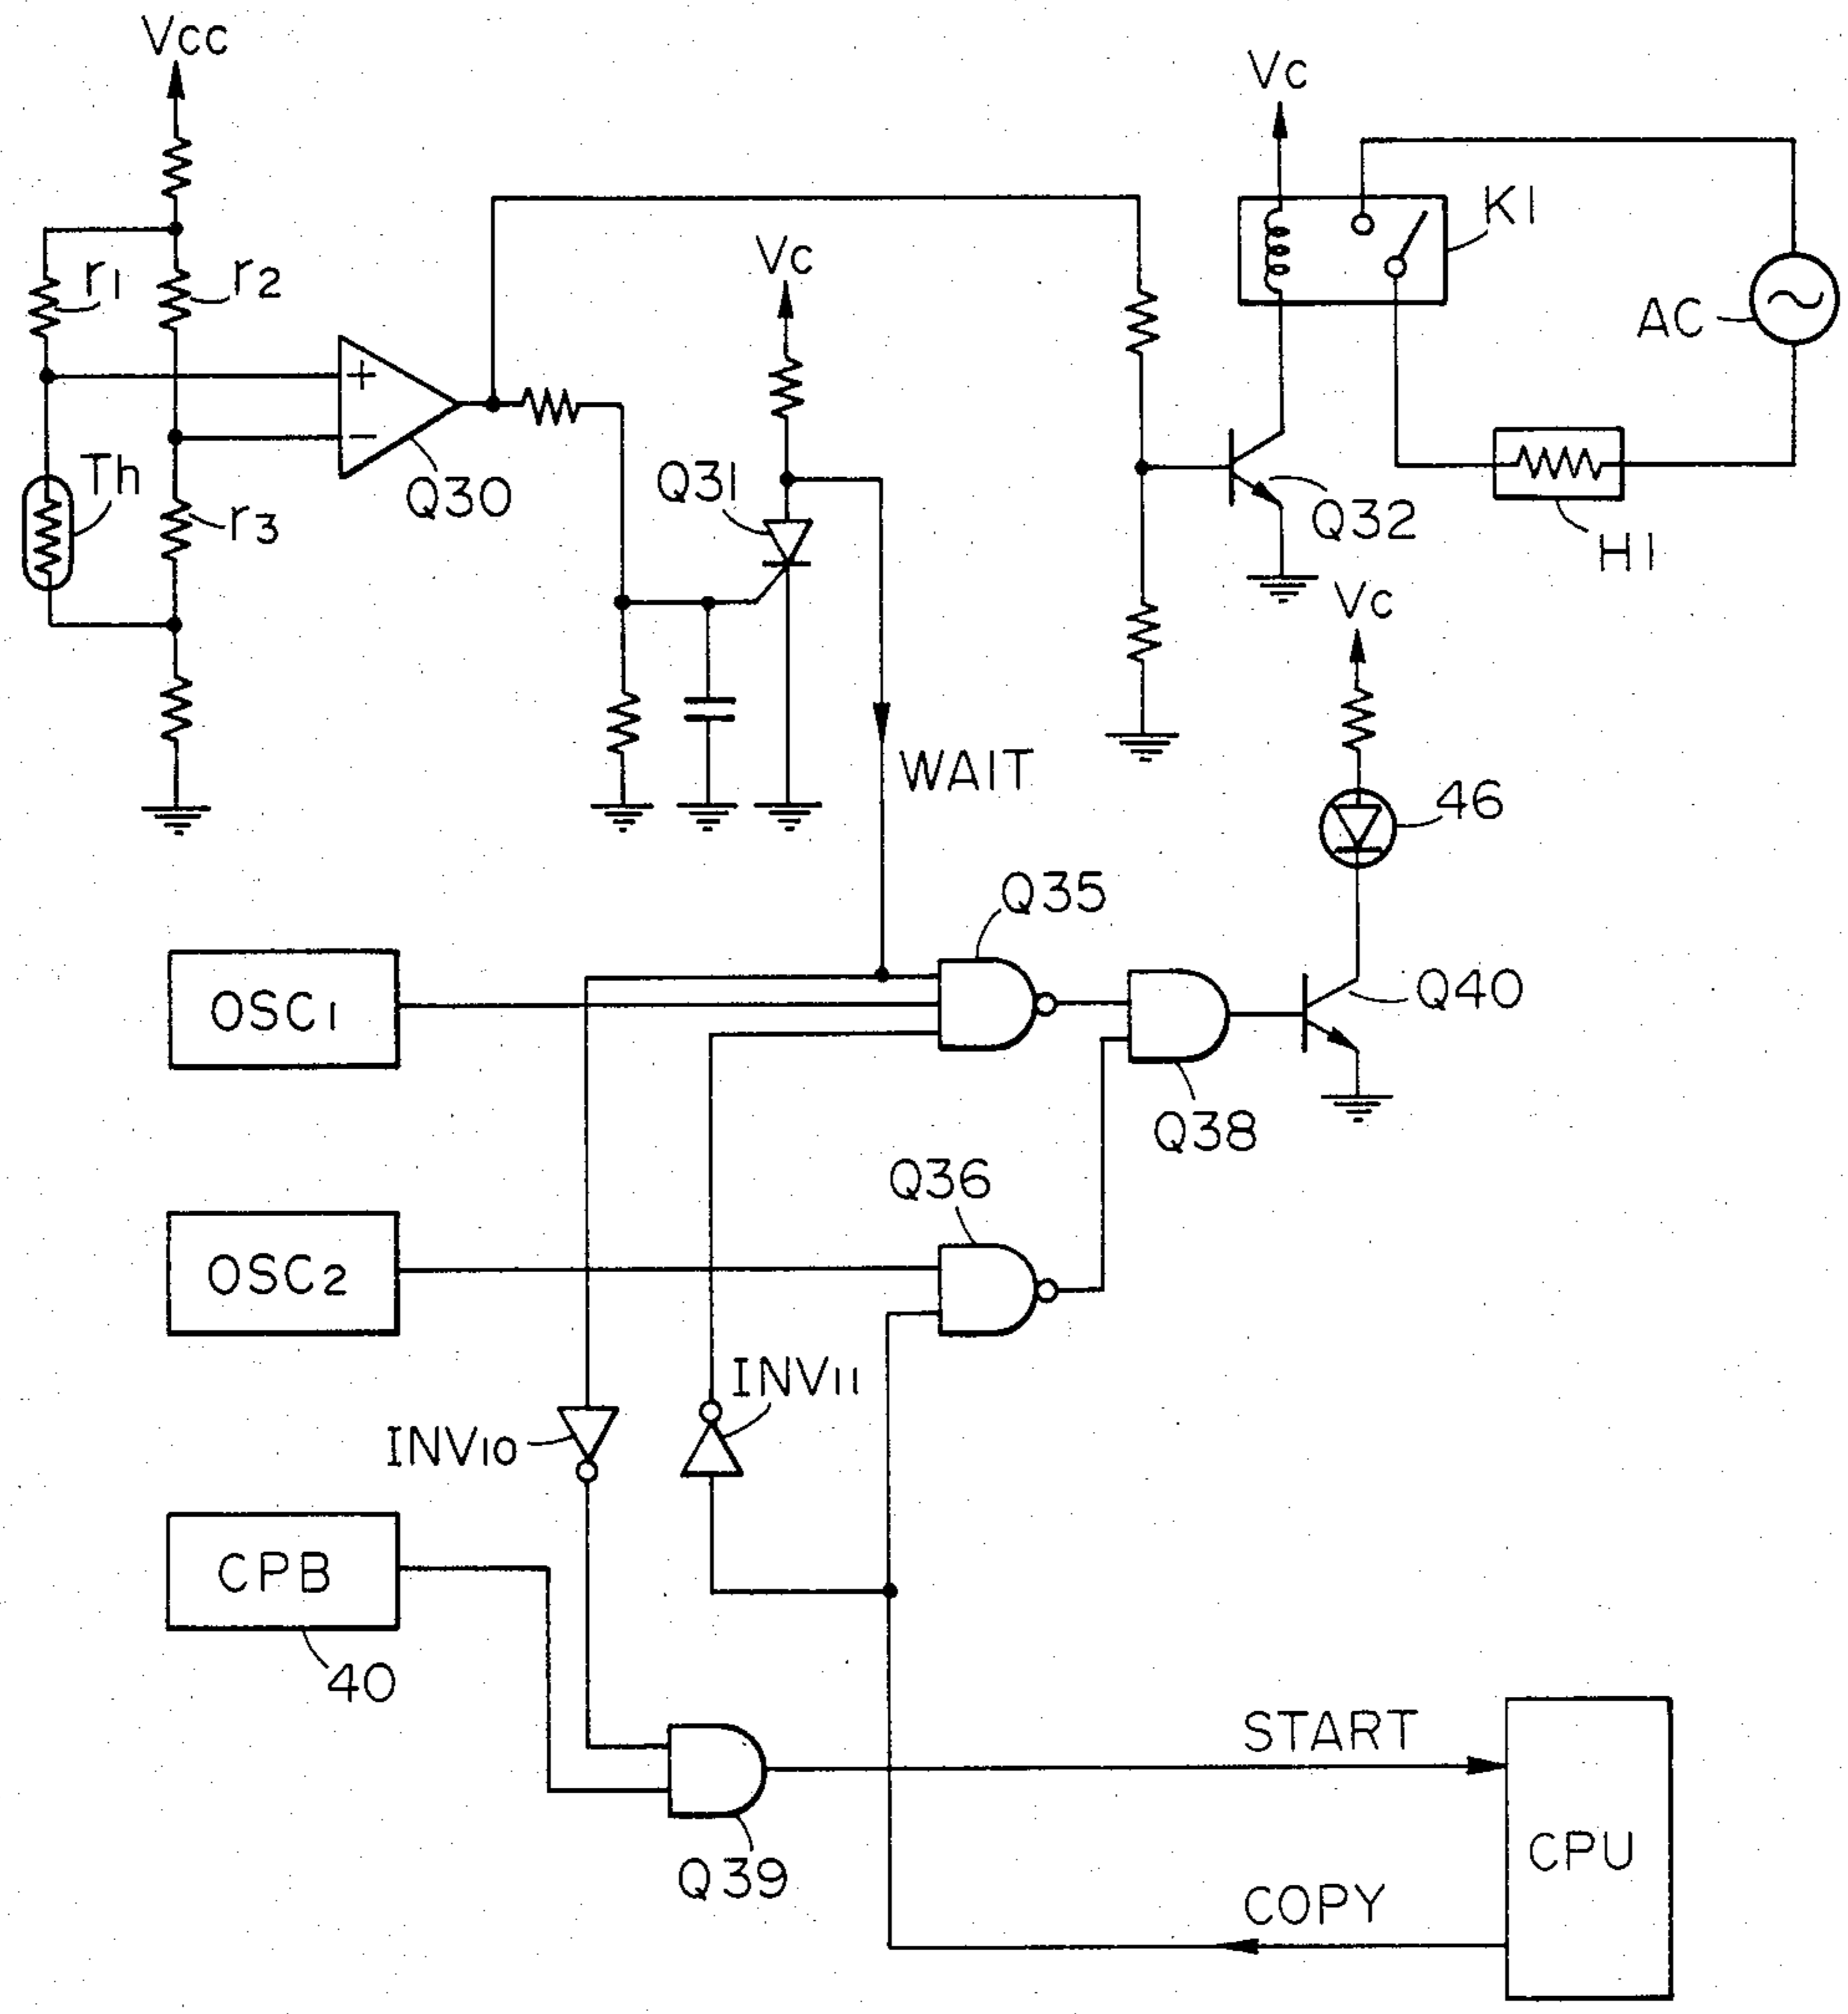 Vcc
Vc
K1
r1
r2
Vc
AC
Th
Q30
Q31
r3
Q32
H1
Vc
WAIT
46
Q35
OSC1
Q40
Q38
Q36
OSC2
INV11
INV10
CPB
40
START
Q39
CPU
COPY